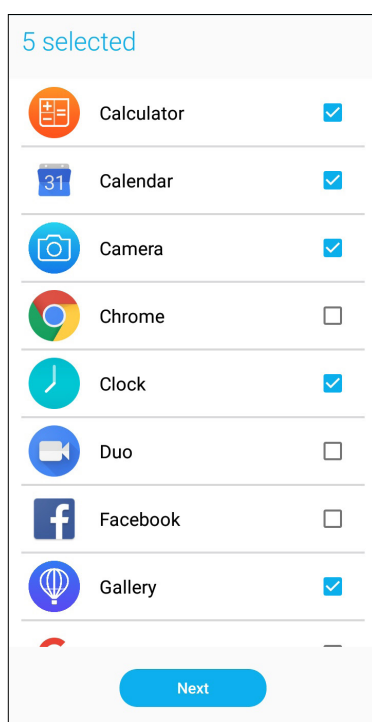 5 selected
Calculator
31
Calendar
Camera
Chrome
Clock
Duo
f
Facebook
Gallery
Next